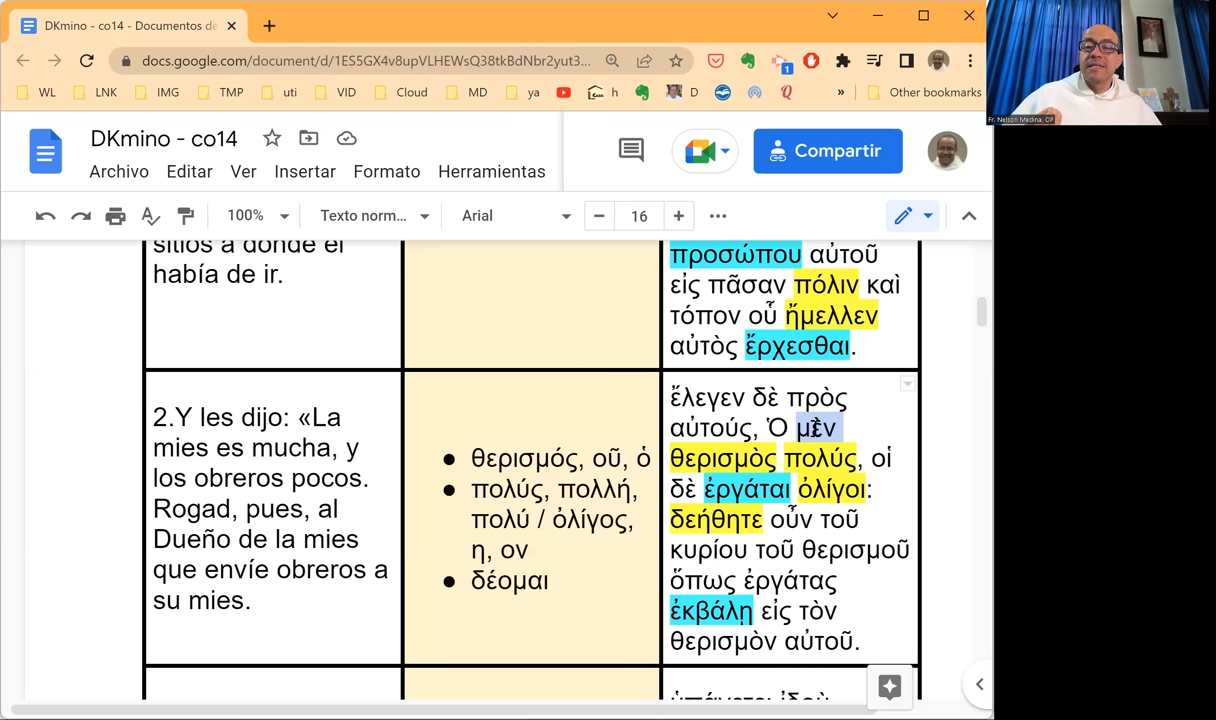 DKmino - co14 - Documentos de
docs.google.com/document/d/1ES5GX4v8upVLHEWsQ38tkBdNbr2yut3...
1
WL LNK IMG TMP uti VID Cloud MD ya h D » Other bookmarks
Fr. Nelson Medina, OP
DKmino - co14
Compartir
Archivo Editar Ver Insertar Formato Herramientas
100% Texto norm... Arial 16
sitios a donde él
había de ir.
προσώπου αὐτοῦ
εἰς πᾶσαν πόλιν καὶ
τόπον οὗ ἤμελλεν
αὐτὸς ἔρχεσθαι.
2.Y les dijo: «La
mies es mucha, y
los obreros pocos.
Rogad, pues, al
Dueño de la mies
que envíe obreros a
su mies.
● θερισμός, οῦ, ὁ
● πολύς, πολλή,
πολύ / ὀλίγος,
η, ον
● δέομαι
ἔλεγεν δὲ πρὸς
αὐτούς, Ὁ μὲν
θερισμὸς πολύς, οἱ
δὲ ἐργάται ὀλίγοι:
δεήθητε οὖν τοῦ
κυρίου τοῦ θερισμοῦ
ὅπως ἐργάτας
ἐκβάλῃ εἰς τὸν
θερισμὸν αὐτοῦ.